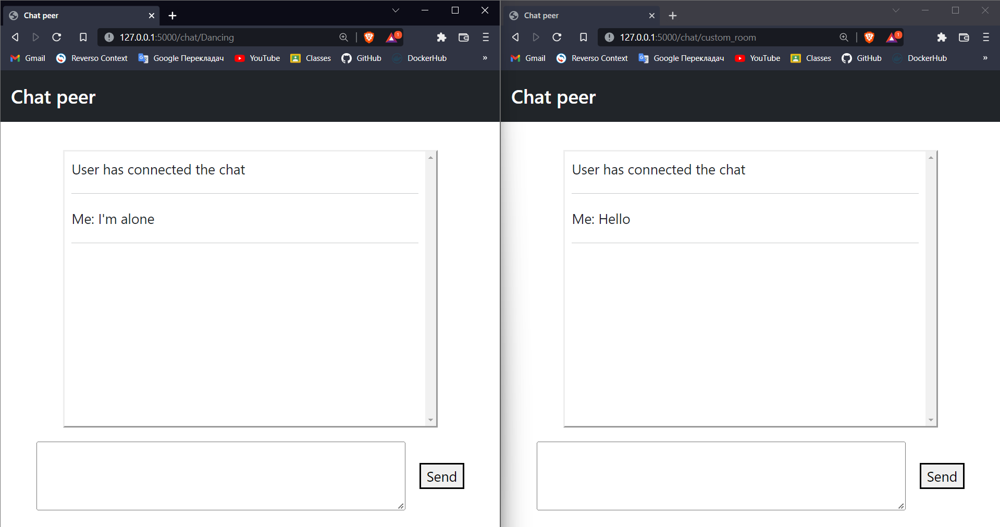 Chat peer
127.0.0.1:5000/chat/Dancing
1
Gmail Reverso Context Google Перекладач YouTube Classes GitHub DockerHub »
Chat peer
User has connected the chat
Me: I'm alone
Send
Chat peer
127.0.0.1:5000/chat/custom_room
1
Gmail Reverso Context Google Перекладач YouTube Classes GitHub DockerHub »
Chat peer
User has connected the chat
Me: Hello
Send